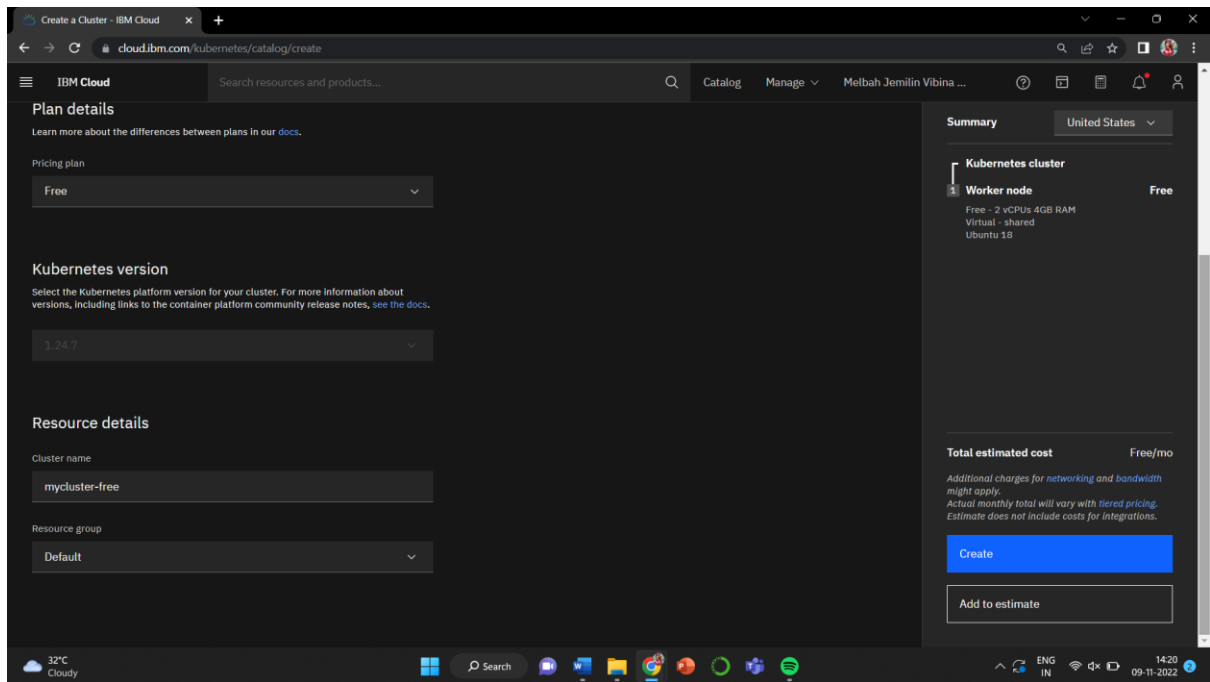 Create a Cluster - IBM Cloud
cloud.ibm.com/kubernetes/catalog/create
IBM Cloud
Search resources and products...
Catalog
Manage
Melbah Jemilin Vibina ...
Plan details
Learn more about the differences between plans in our docs.
Pricing plan
Free
Kubernetes version
Select the Kubernetes platform version for your cluster. For more information about
versions, including links to the container platform community release notes, see the docs.
1.24.7
Resource details
Cluster name
mycluster-free
Resource group
Default
Summary
United States
Kubernetes cluster
1 Worker node Free
Free - 2 vCPUs 4GB RAM
Virtual - shared
Ubuntu 18
Total estimated cost Free/mo
Additional charges for networking and bandwidth
might apply.
Actual monthly total will vary with tiered pricing.
Estimate does not include costs for integrations.
Create
Add to estimate
32°C
Cloudy
Search
ENG
IN
14:20
09-11-2022
2